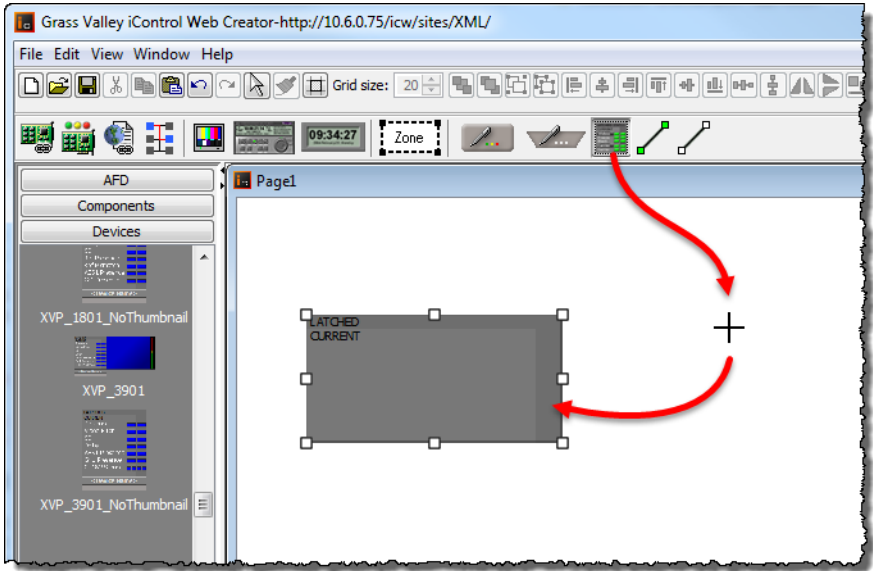 Grass Valley iControl Web Creator-http://10.6.0.75/icw/sites/XML/
File Edit View Window Help
Grid size: 20
09:34:27 Zone
AFD
Components
Devices
Page1
XVP_1801_NoThumbnail
XVP_3901
XVP_3901_NoThumbnail
LATCHED
CURRENT